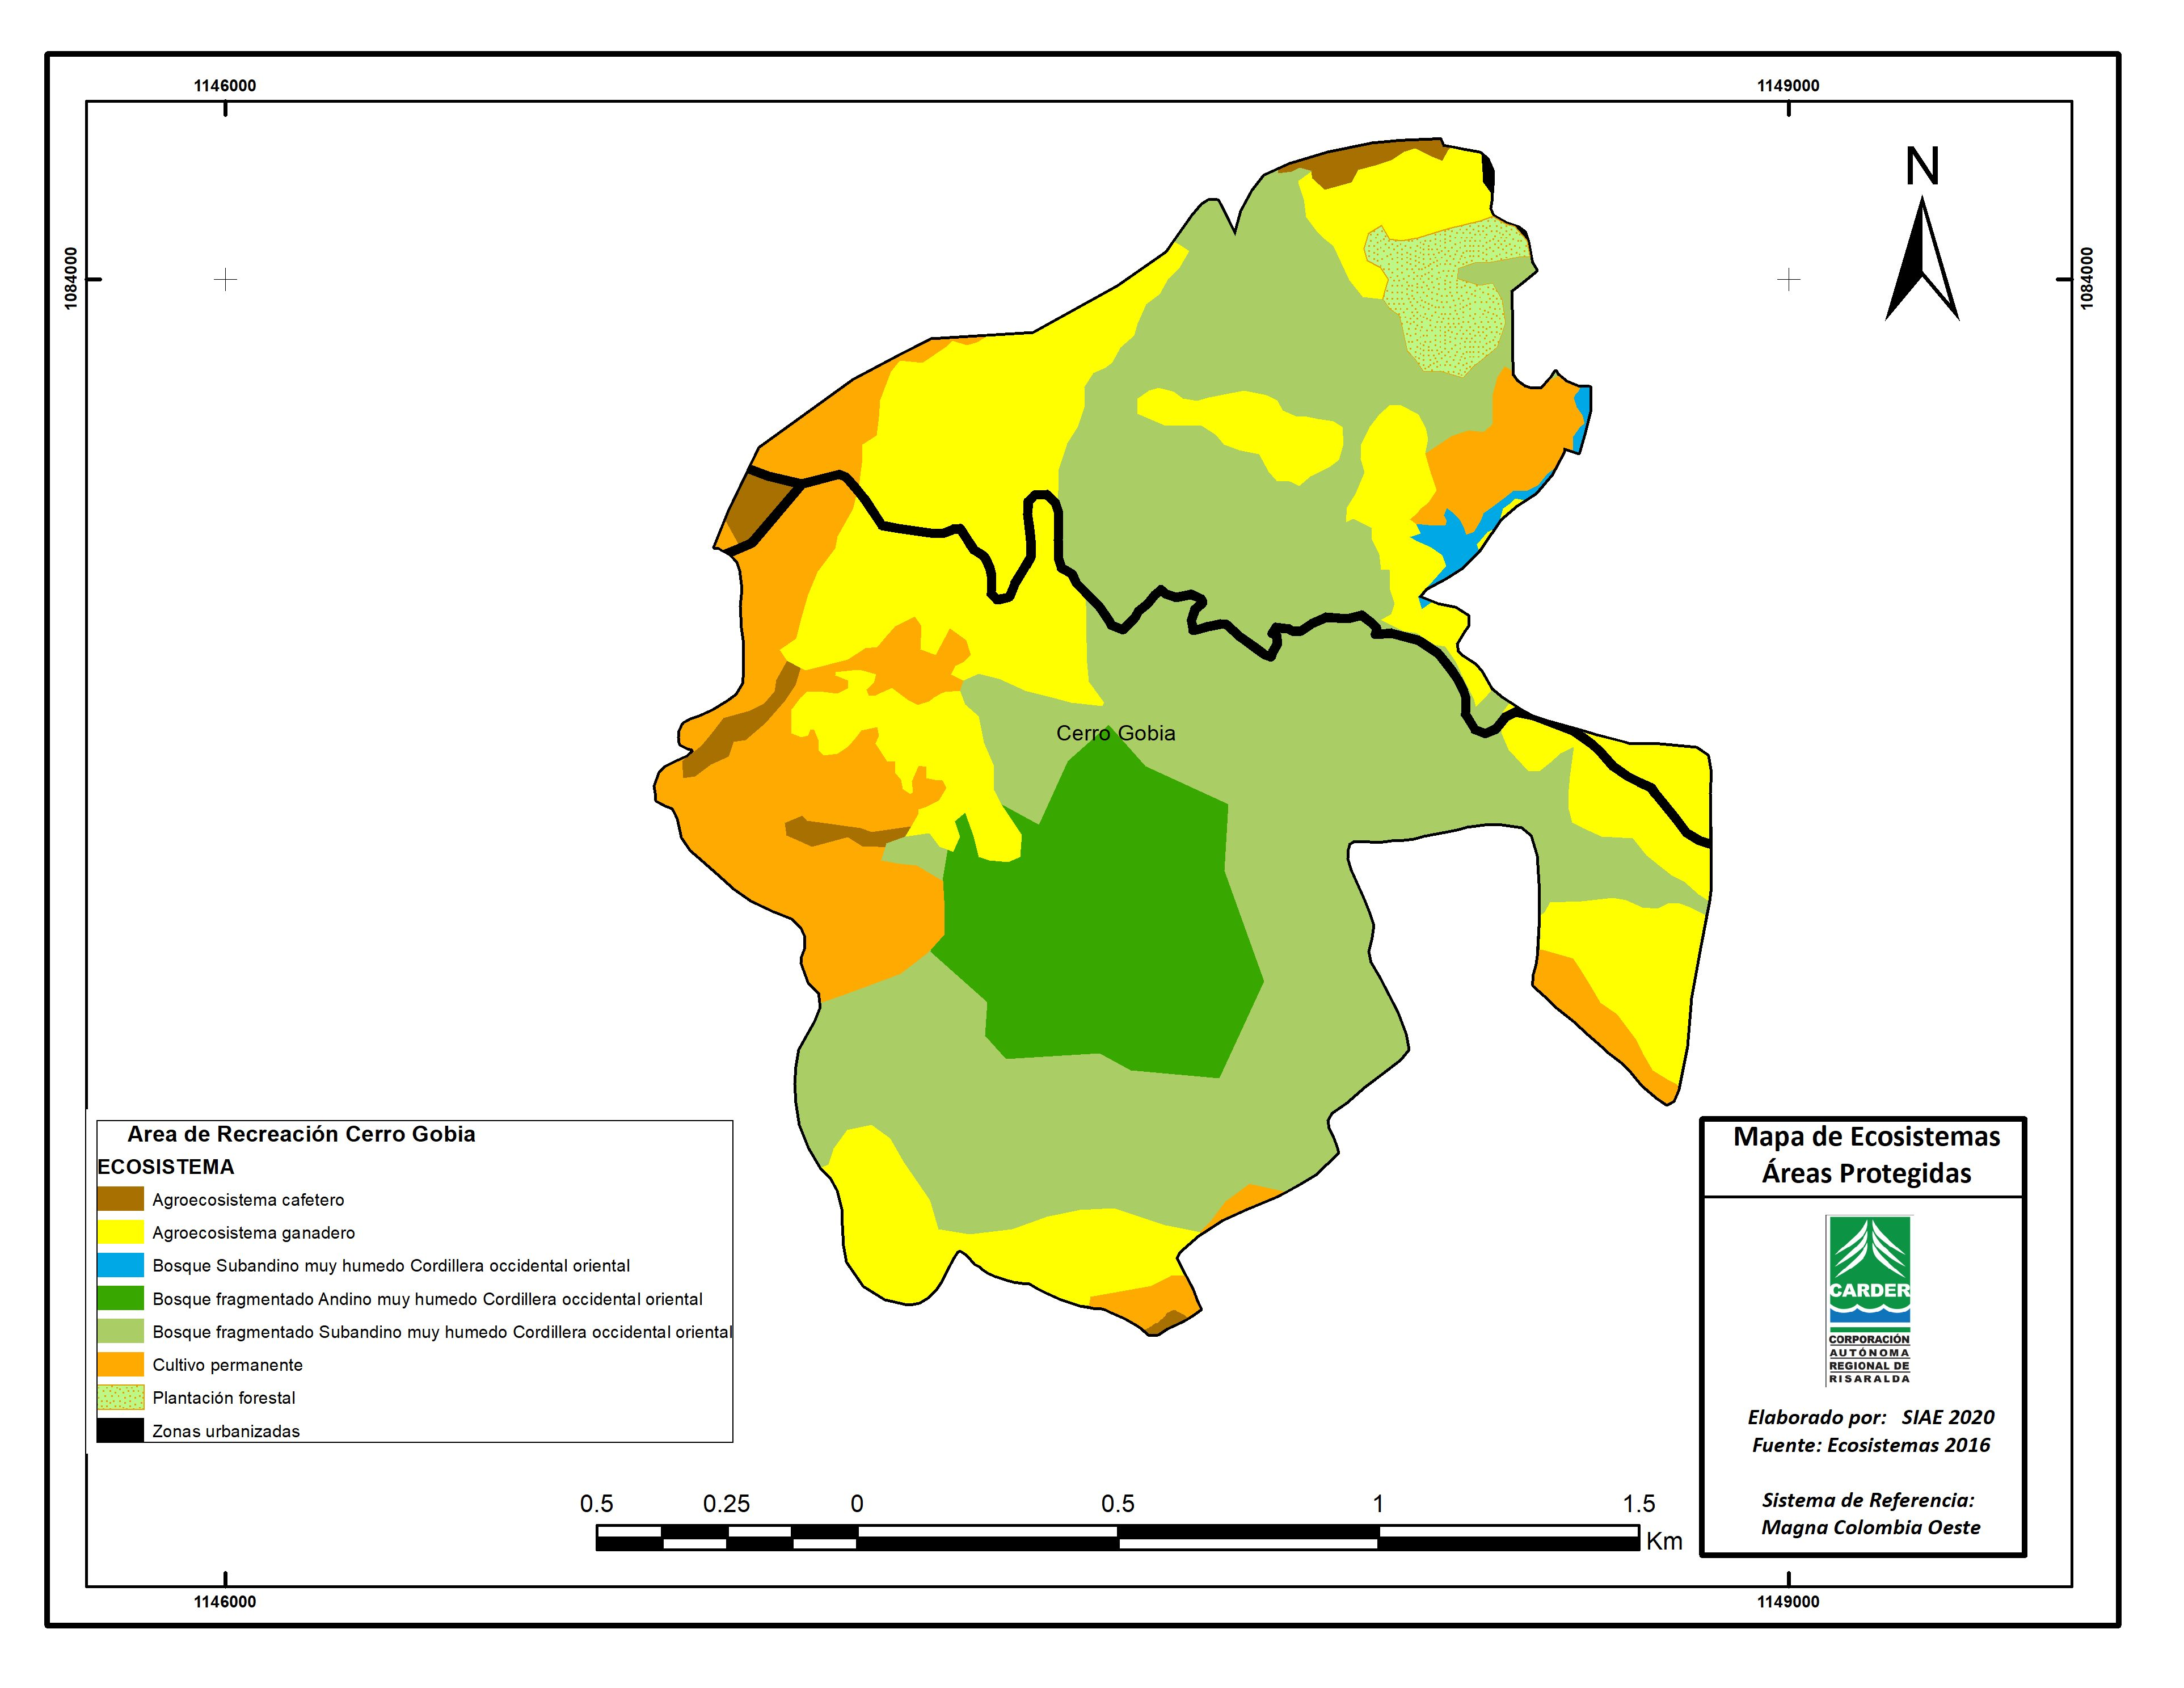 1146000
1149000
N
1084000
1084000
Cerro Gobia
Area de Recreación Cerro Gobia
ECOSISTEMA
Agroecosistema cafetero
Agroecosistema ganadero
Bosque Subandino muy humedo Cordillera occidental oriental
Bosque fragmentado Andino muy humedo Cordillera occidental oriental
Bosque fragmentado Subandino muy humedo Cordillera occidental oriental
Cultivo permanente
Plantación forestal
Zonas urbanizadas
Mapa de Ecosistemas
Áreas Protegidas
CARDER
CORPORACIÓN
AUTÓNOMA
REGIONAL DE
RISARALDA
Elaborado por: SIAE 2020
Fuente: Ecosistemas 2016
Sistema de Referencia:
Magna Colombia Oeste
0.5 0.25 0 0.5 1 1.5
Km
1146000
1149000